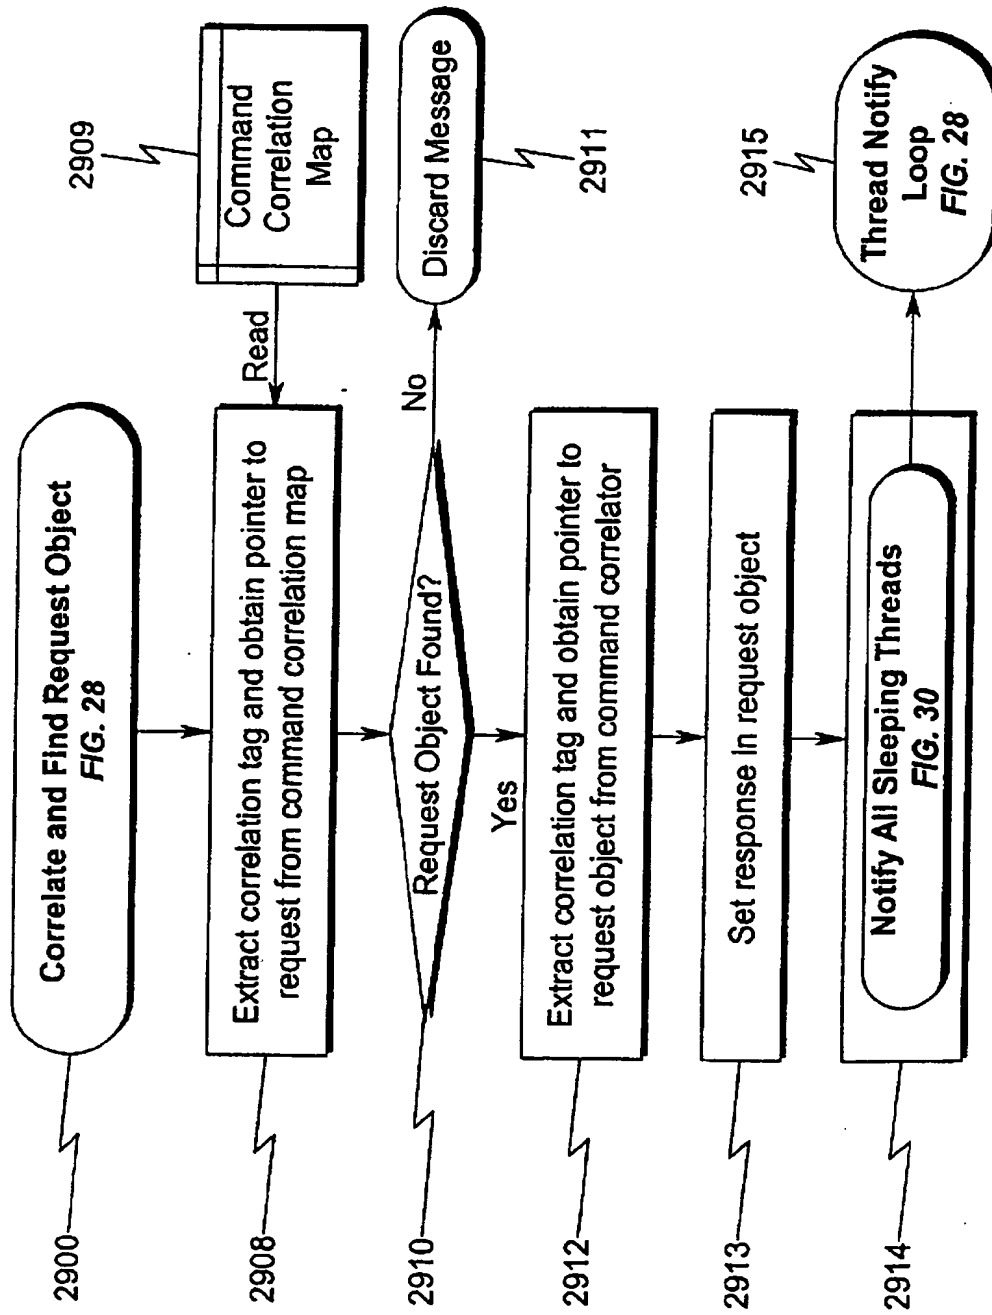 2900
Correlate and Find Request Object
FIG. 28
2908
Extract correlation tag and obtain pointer to
request from command correlation map
Read
Command
Correlation
Map
2909
2910
Request Object Found?
No
Discard Message
2911
Yes
2912
Extract correlation tag and obtain pointer to
request object from command correlator
2913
Set response In request object
2914
Notify All Sleeping Threads
FIG. 30
Thread Notify
Loop
FIG. 28
2915